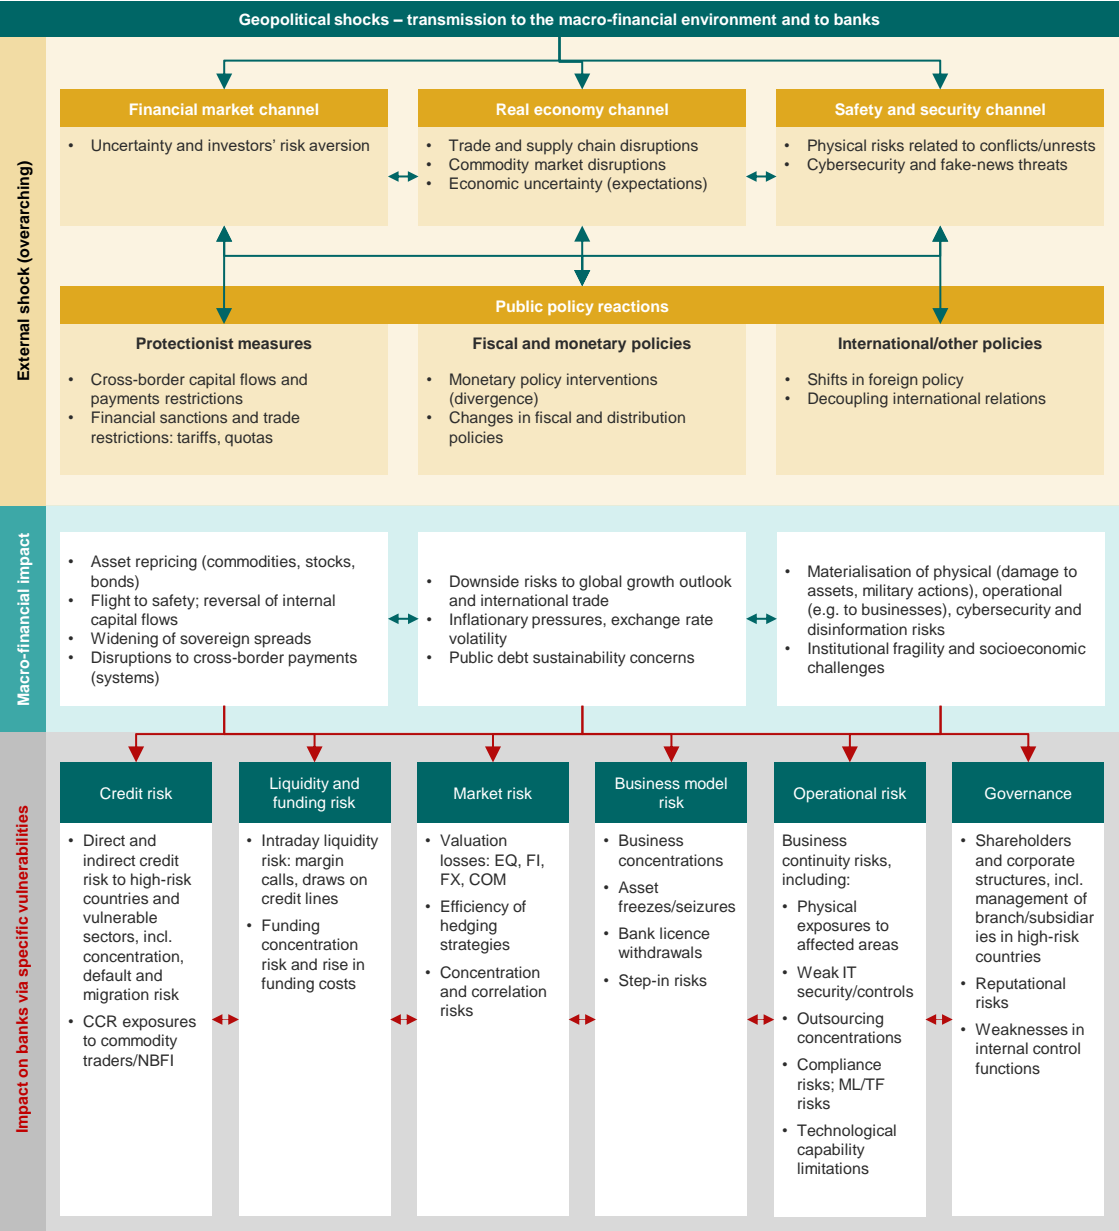 Geopolitical shocks – transmission to the macro-financial environment and to banks
External shock (overarching)
Financial market channel
• Uncertainty and investors’ risk aversion
Real economy channel
• Trade and supply chain disruptions
• Commodity market disruptions
• Economic uncertainty (expectations)
Safety and security channel
• Physical risks related to conflicts/unrests
• Cybersecurity and fake-news threats
Public policy reactions
Protectionist measures
• Cross-border capital flows and
payments restrictions
• Financial sanctions and trade
restrictions: tariffs, quotas
Fiscal and monetary policies
• Monetary policy interventions
(divergence)
• Changes in fiscal and distribution
policies
International/other policies
• Shifts in foreign policy
• Decoupling international relations
Macro-financial impact
• Asset repricing (commodities, stocks,
bonds)
• Flight to safety; reversal of internal
capital flows
• Widening of sovereign spreads
• Disruptions to cross-border payments
(systems)
• Downside risks to global growth outlook
and international trade
• Inflationary pressures, exchange rate
volatility
• Public debt sustainability concerns
• Materialisation of physical (damage to
assets, military actions), operational
(e.g. to businesses), cybersecurity and
disinformation risks
• Institutional fragility and socioeconomic
challenges
Impact on banks via specific vulnerabilities
Credit risk
• Direct and
indirect credit
risk to high-risk
countries and
vulnerable
sectors, incl.
concentration,
default and
migration risk
• CCR exposures
to commodity
traders/NBFI
Liquidity and
funding risk
• Intraday liquidity
risk: margin
calls, draws on
credit lines
• Funding
concentration
risk and rise in
funding costs
Market risk
• Valuation
losses: EQ, FI,
FX, COM
• Efficiency of
hedging
strategies
• Concentration
and correlation
risks
Business model
risk
• Business
concentrations
• Asset
freezes/seizures
• Bank licence
withdrawals
• Step-in risks
Operational risk
Business
continuity risks,
including:
• Physical
exposures to
affected areas
• Weak IT
security/controls
• Outsourcing
concentrations
• Compliance
risks; ML/TF
risks
• Technological
capability
limitations
Governance
• Shareholders
and corporate
structures, incl.
management of
branch/subsidiar
ies in high-risk
countries
• Reputational
risks
• Weaknesses in
internal control
functions